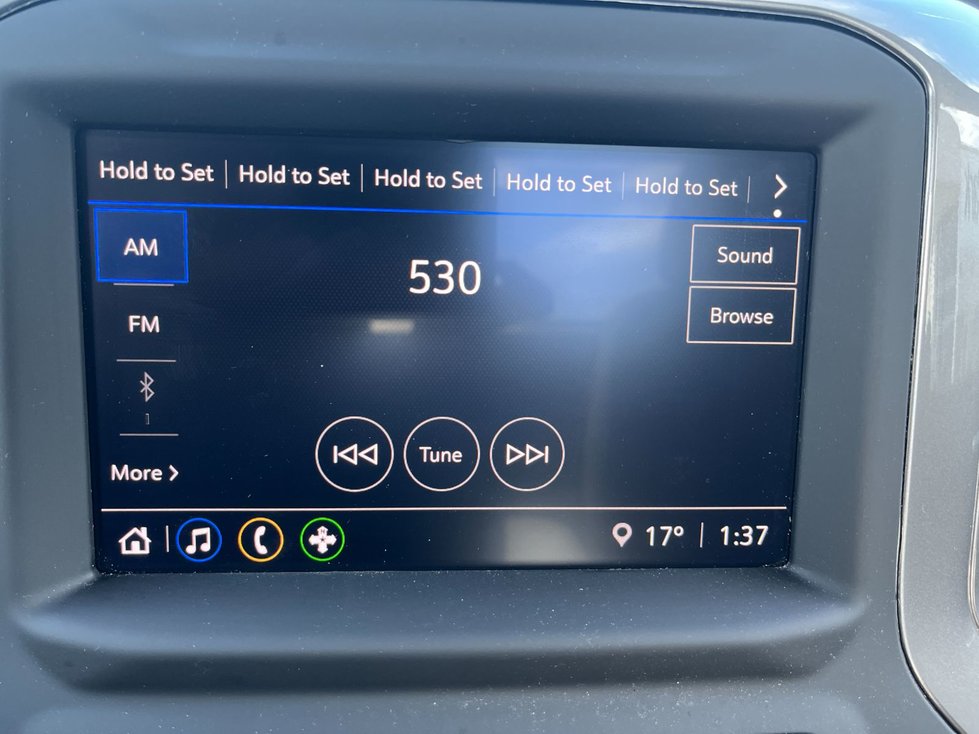 Hold to Set Hold to Set Hold to Set Hold to Set Hold to Set
AM
530
Sound
FM
Browse
1
Tune
More
17° 1:37